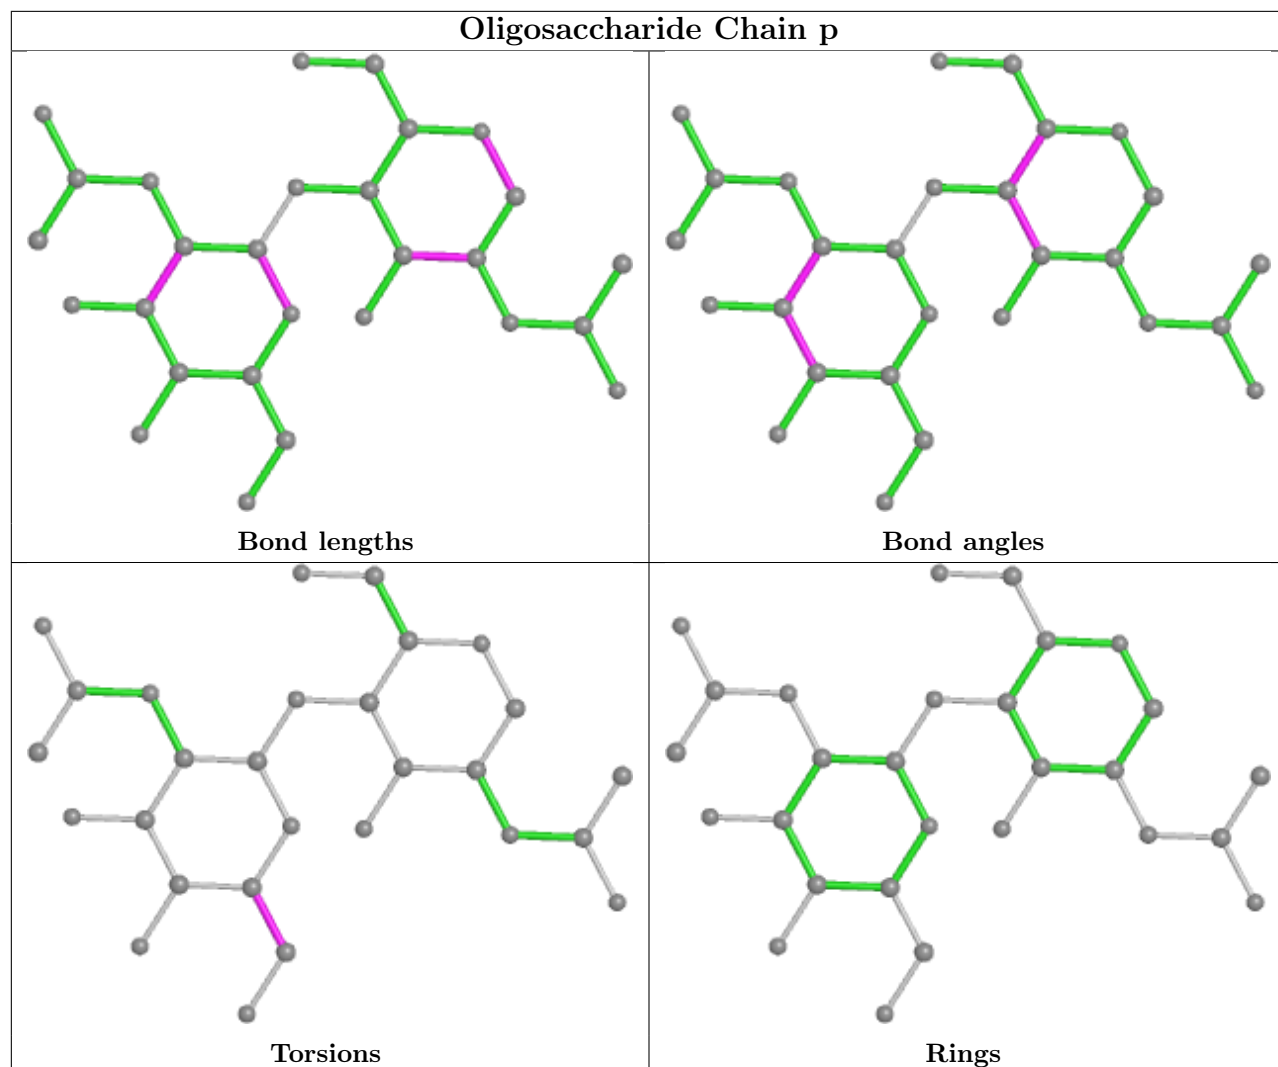 Oligosaccharide Chain p
Bond lengths
Bond angles
Torsions
Rings